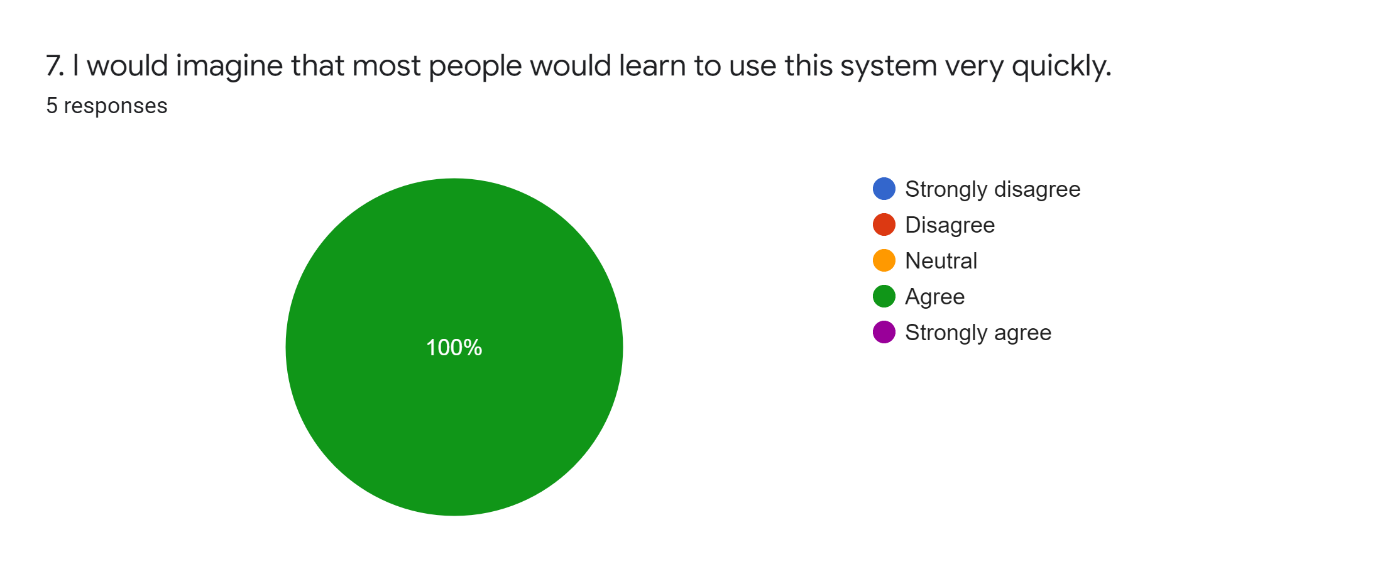 7. I would imagine that most people would learn to use this system very quickly.
5 responses
100%
Strongly disagree
Disagree
Neutral
Agree
Strongly agree